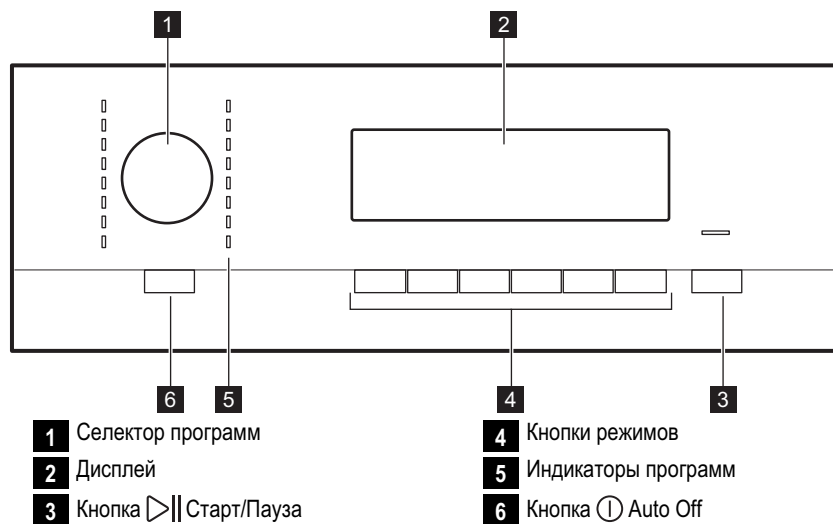 1 2
6 5 4 3
1 Селектор программ
2 Дисплей
3 Кнопка Старт/Пауза
4 Кнопки режимов
5 Индикаторы программ
6 Кнопка Auto Off